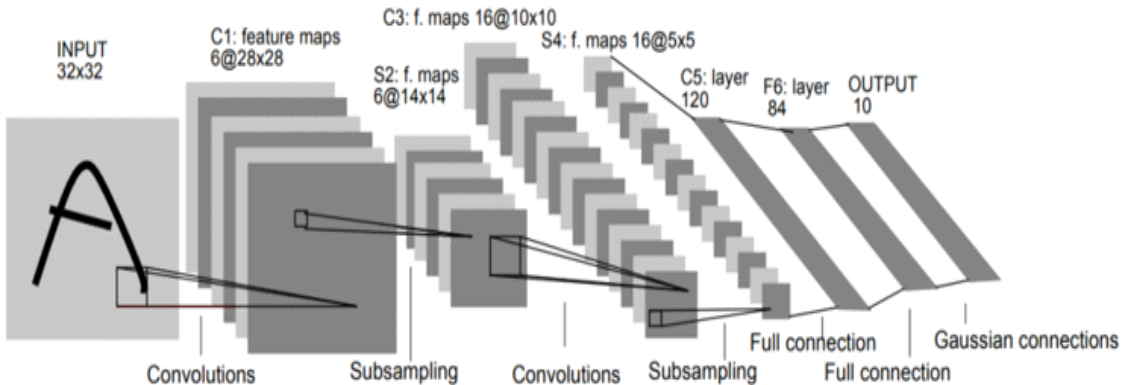 INPUT
32x32
C1: feature maps
6@28x28
S2: f. maps
6@14x14
C3: f. maps 16@10x10
S4: f. maps 16@5x5
C5: layer
120
F6: layer
84
OUTPUT
10
Convolutions
Subsampling
Convolutions
Subsampling
Full connection
Full connection
Gaussian connections